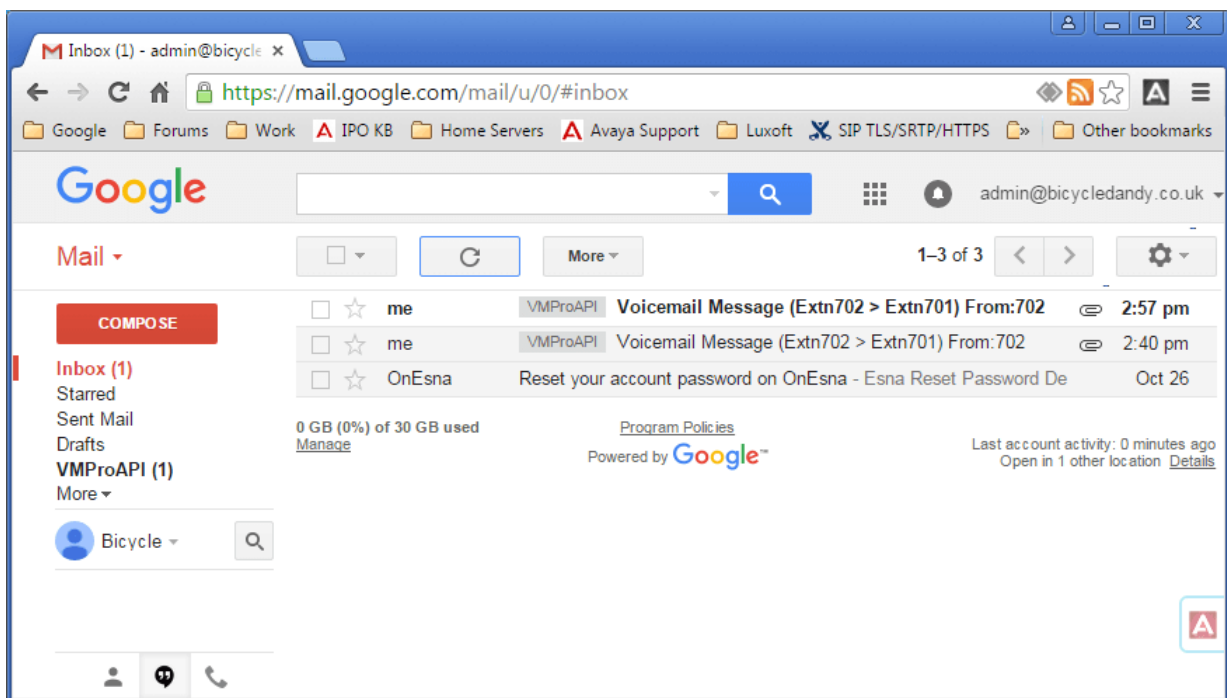 Inbox (1) - admin@bicycle
https://mail.google.com/mail/u/0/#inbox
Google Forums Work IPO KB Home Servers Avaya Support Luxoft SIP TLS/SRTP/HTTPS » Other bookmarks
Google
admin@bicycledandy.co.uk
Mail
More
1–3 of 3
COMPOSE
Inbox (1)
Starred
Sent Mail
Drafts
VMProAPI (1)
More
Bicycle
me VMProAPI Voicemail Message (Extn702 > Extn701) From:702 2:57 pm
me VMProAPI Voicemail Message (Extn702 > Extn701) From:702 2:40 pm
OnEsna Reset your account password on OnEsna - Esna Reset Password De Oct 26
0 GB (0%) of 30 GB used
Manage
Program Policies
Powered by Google™
Last account activity: 0 minutes ago
Open in 1 other location Details